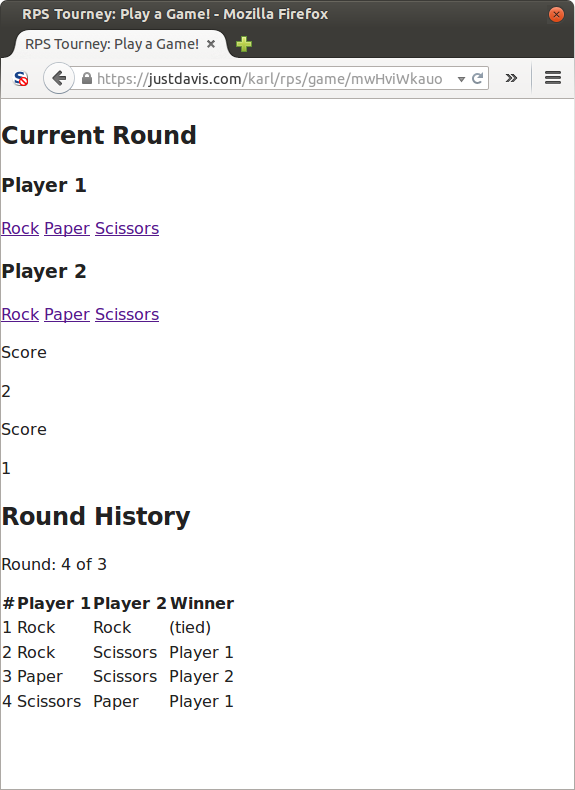 RPS Tourney: Play a Game! - Mozilla Firefox
RPS Tourney: Play a Game!
https://justdavis.com/karl/rps/game/mwHviWkauo
Current Round
Player 1
Rock Paper Scissors
Player 2
Rock Paper Scissors
Score
2
Score
1
Round History
Round: 4 of 3
# Player 1 Player 2 Winner
1 Rock Rock (tied)
2 Rock Scissors Player 1
3 Paper Scissors Player 2
4 Scissors Paper Player 1